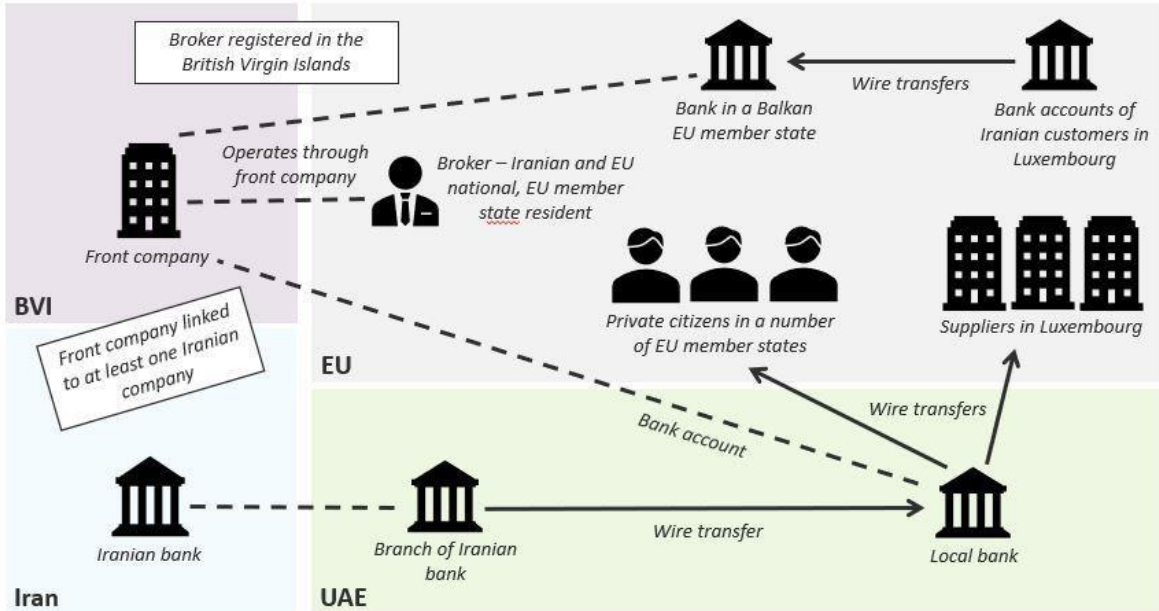 Broker registered in the
British Virgin Islands
Wire transfers
Bank in a Balkan
EU member state
Bank accounts of
Iranian customers in
Luxembourg
Operates through
front company
Broker – Iranian and EU
national, EU member
state resident
Front company
BVI
Private citizens in a number
of EU member states
Suppliers in Luxembourg
Front company linked
to at least one Iranian
company
EU
Wire transfers
Bank account
Iranian bank
Branch of Iranian
bank
Wire transfer
Local bank
Iran
UAE